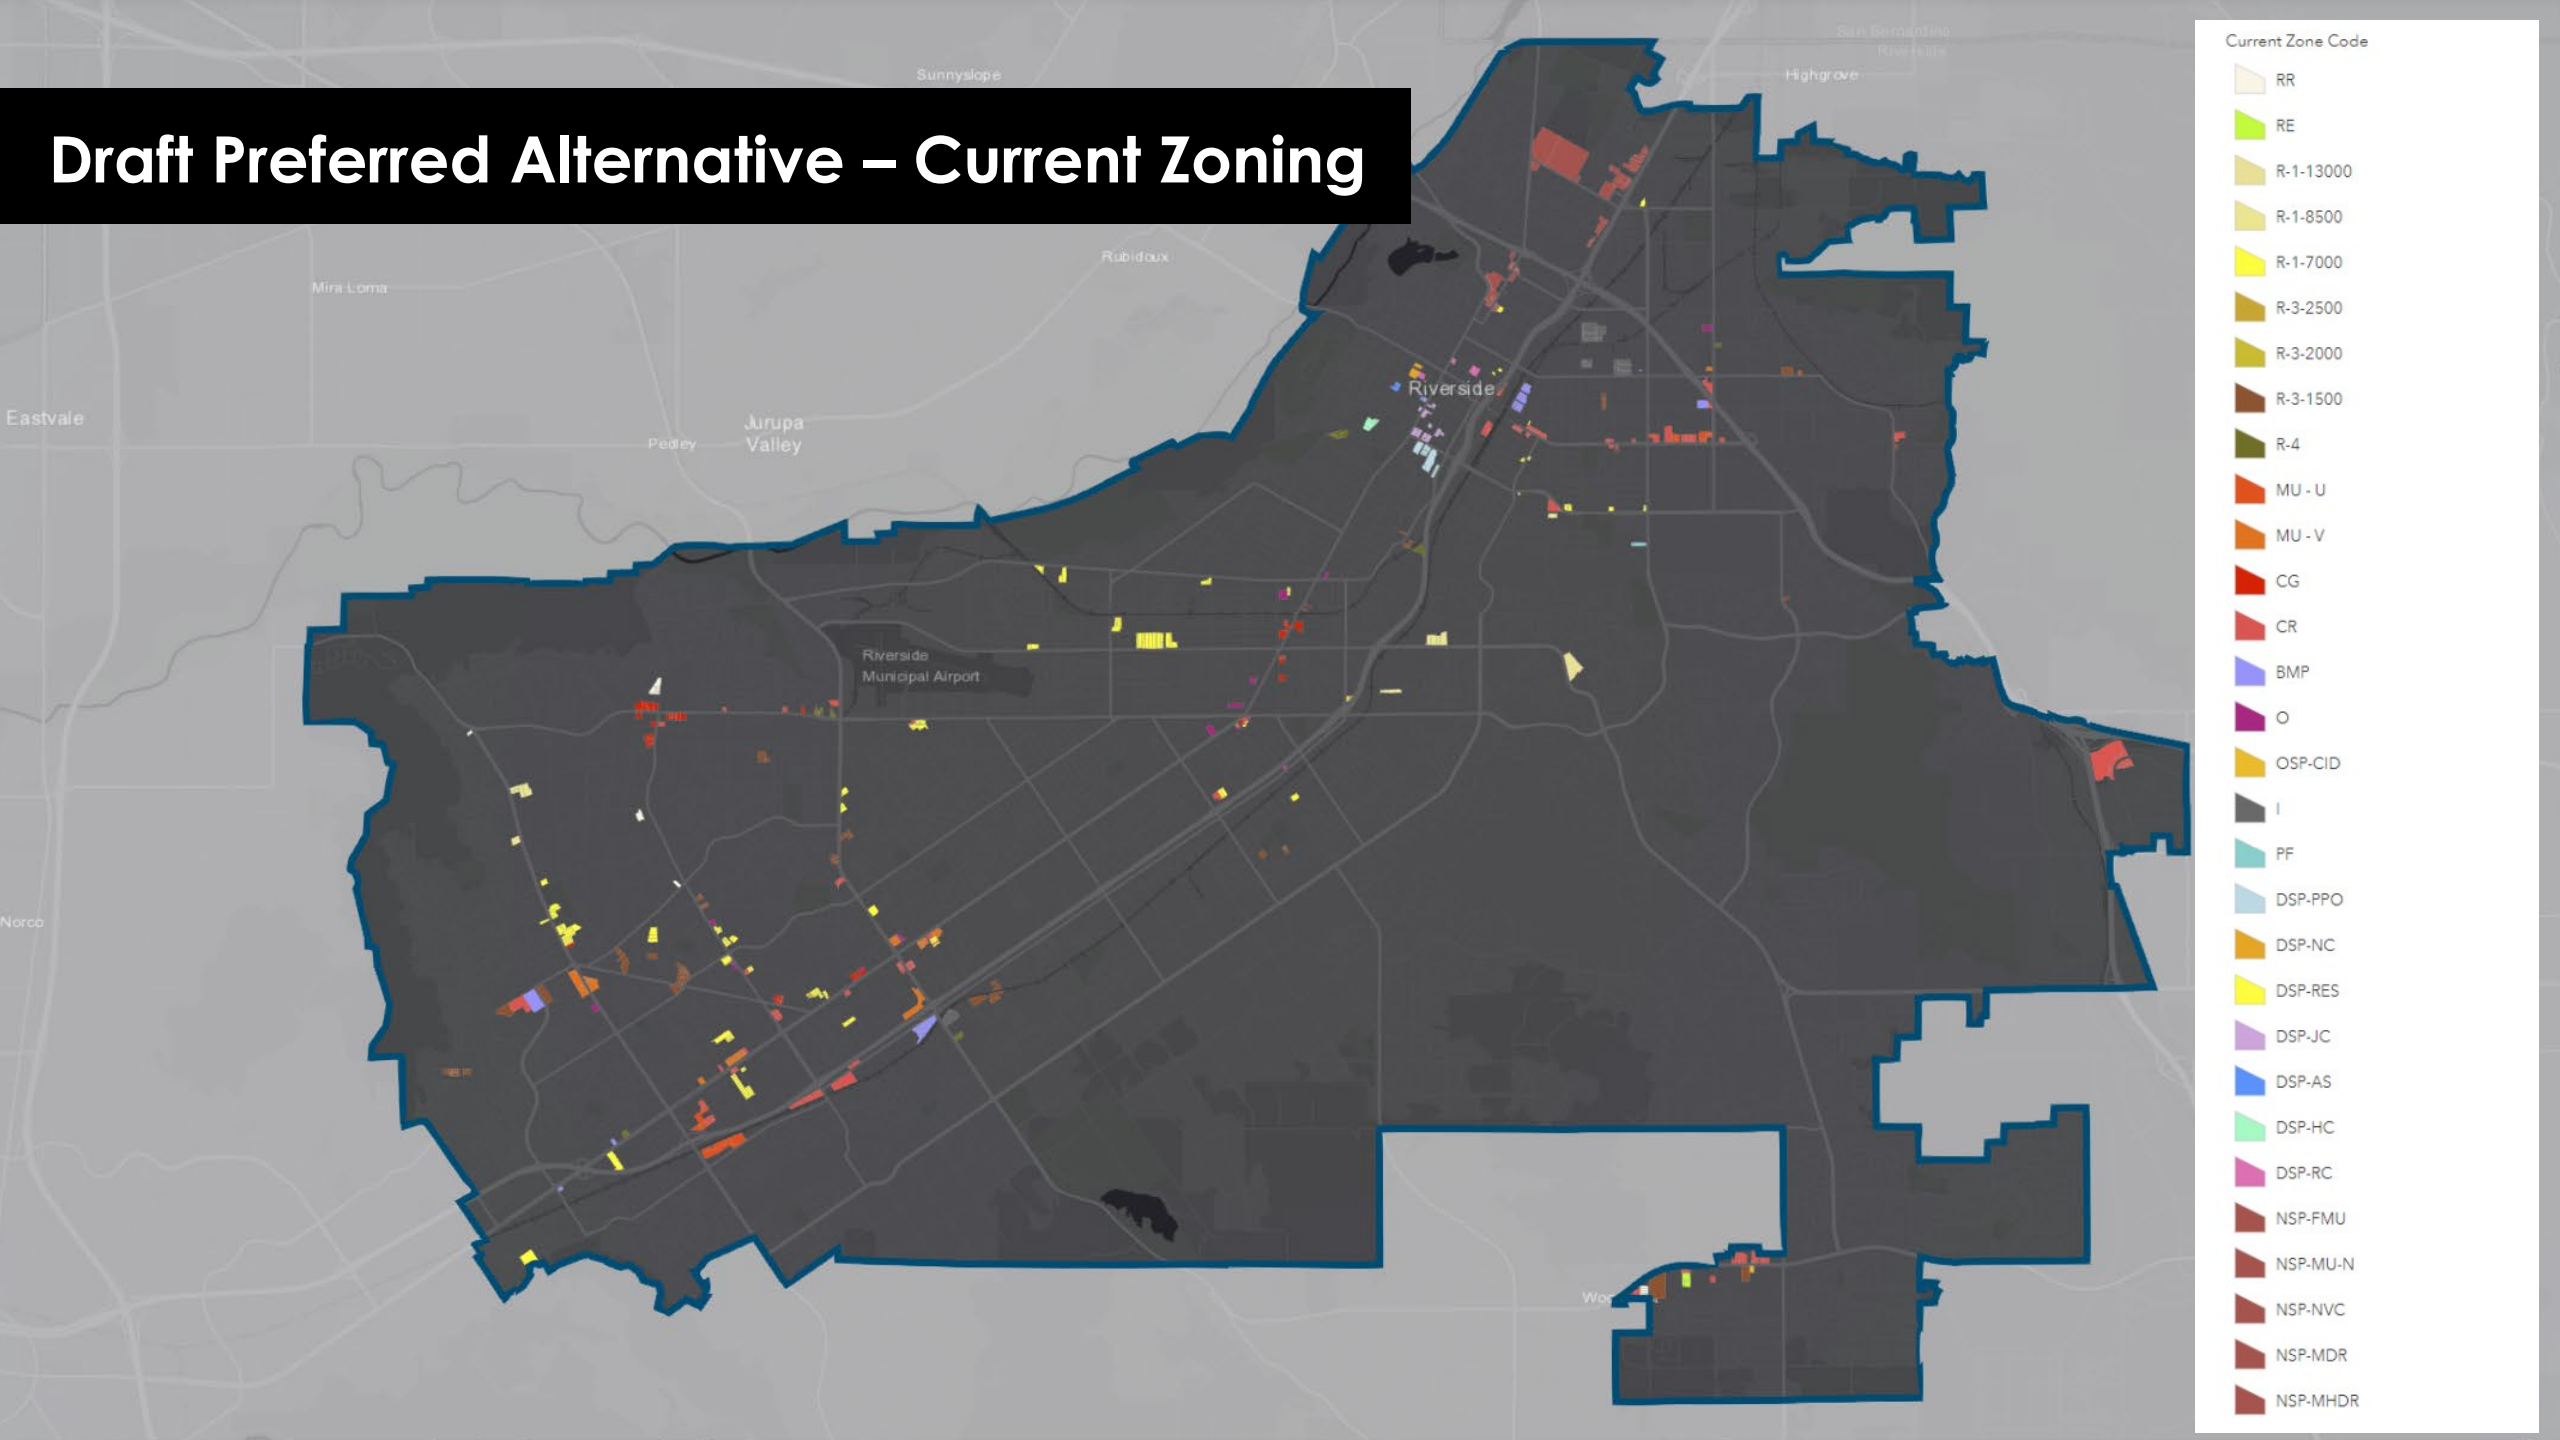 San Bernardino
Riverside
Sunnyslope
Highgrove
Draft Preferred Alternative – Current Zoning
Rubidoux
Mira Loma
Riverside
Eastvale
Jurupa
Valley
Pedley
Riverside
Municipal Airport
Norco
Current Zone Code
RR
RE
R-1-13000
R-1-8500
R-1-7000
R-3-2500
R-3-2000
R-3-1500
R-4
MU - U
MU - V
CG
CR
BMP
O
OSP-CID
I
PF
DSP-PPO
DSP-NC
DSP-RES
DSP-JC
DSP-AS
DSP-HC
DSP-RC
NSP-FMU
NSP-MU-N
NSP-NVC
NSP-MDR
NSP-MHDR